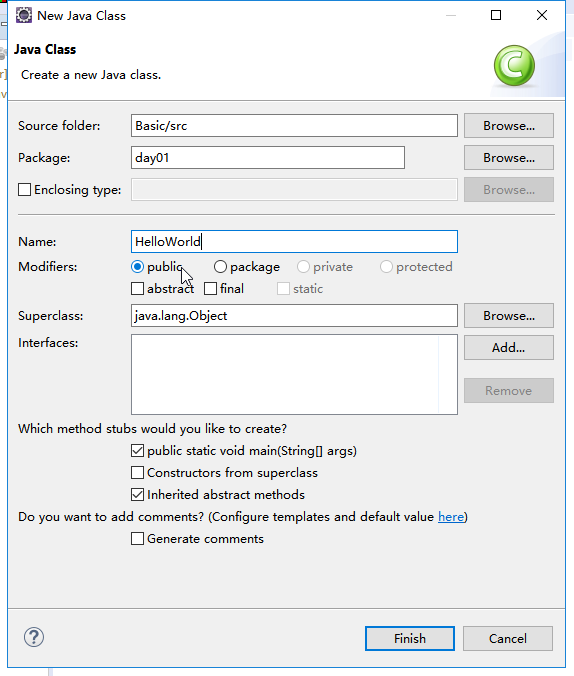 New Java Class
Java Class
Create a new Java class.
Source folder: Basic/src Browse...
Package: day01 Browse...
Enclosing type: Browse...
Name: HelloWorld
Modifiers: public package private protected
abstract final static
Superclass: java.lang.Object Browse...
Interfaces: Add...
Remove
Which method stubs would you like to create?
public static void main(String[] args)
Constructors from superclass
Inherited abstract methods
Do you want to add comments? (Configure templates and default value here)
Generate comments
Finish Cancel